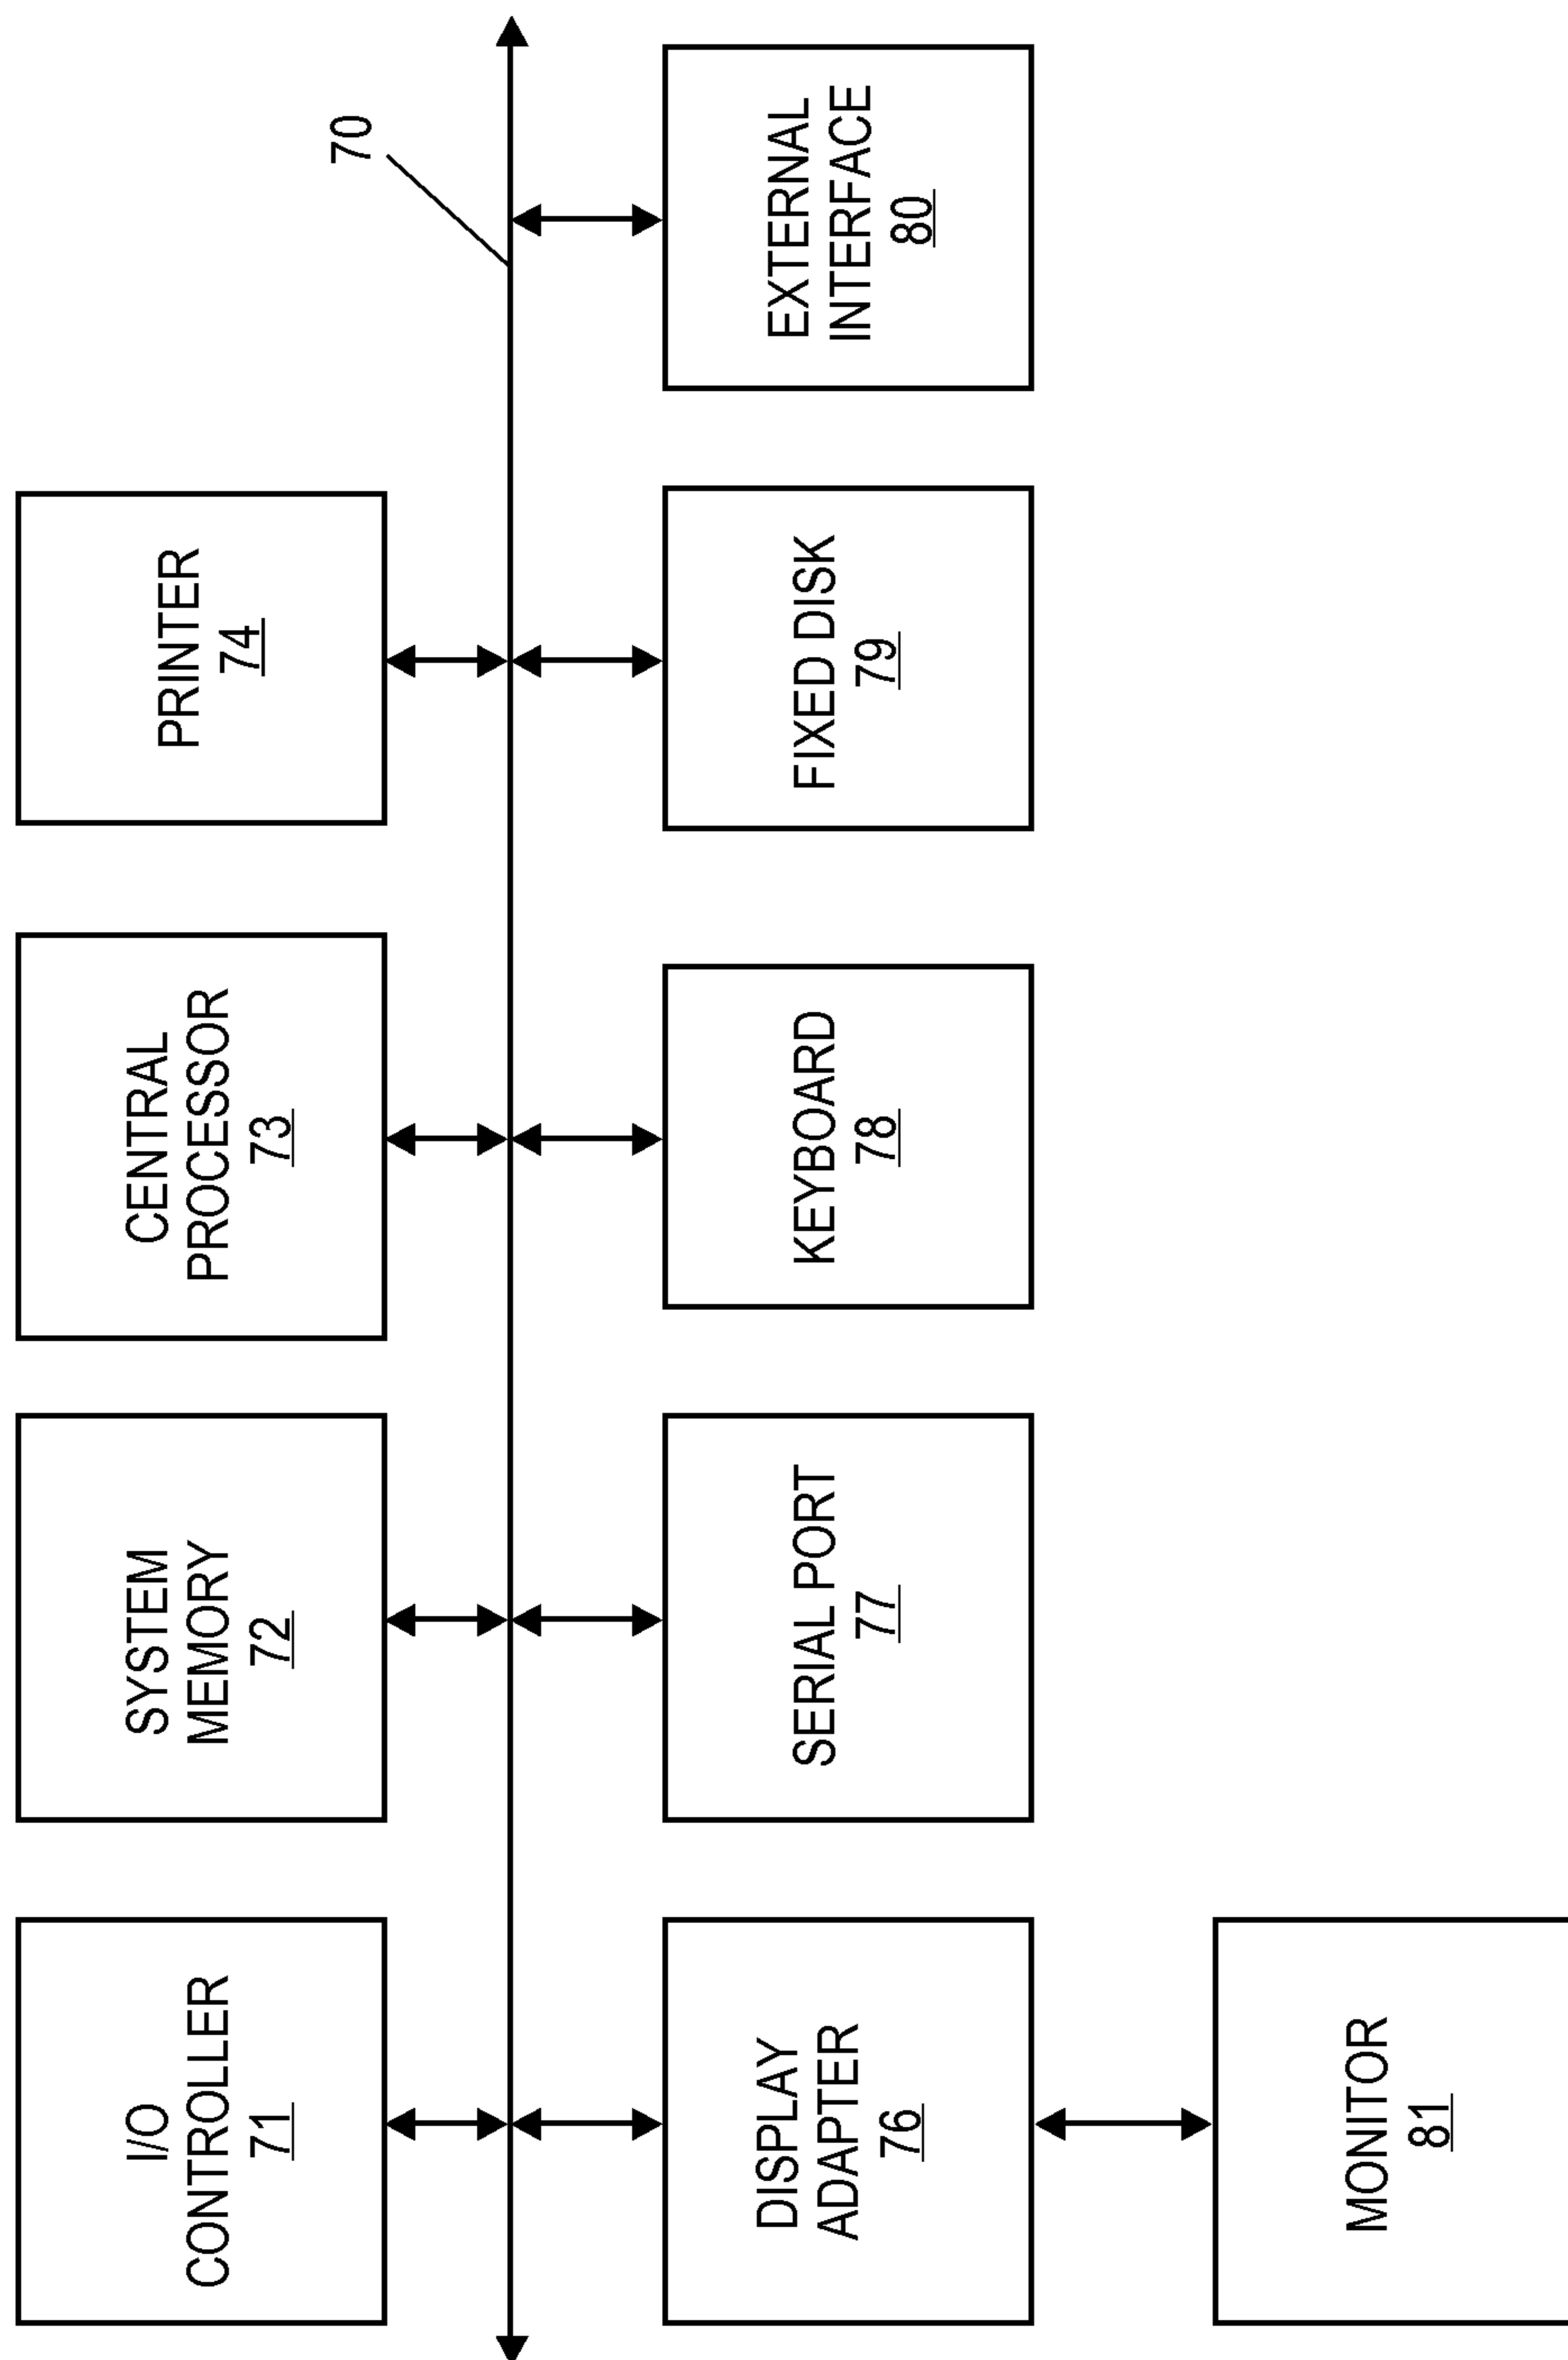 I/O
CONTROLLER
71
SYSTEM
MEMORY
72
CENTRAL
PROCESSOR
73
PRINTER
74
70
DISPLAY
ADAPTER
76
SERIAL PORT
77
KEYBOARD
78
FIXED DISK
79
EXTERNAL
INTERFACE
80
MONITOR
81